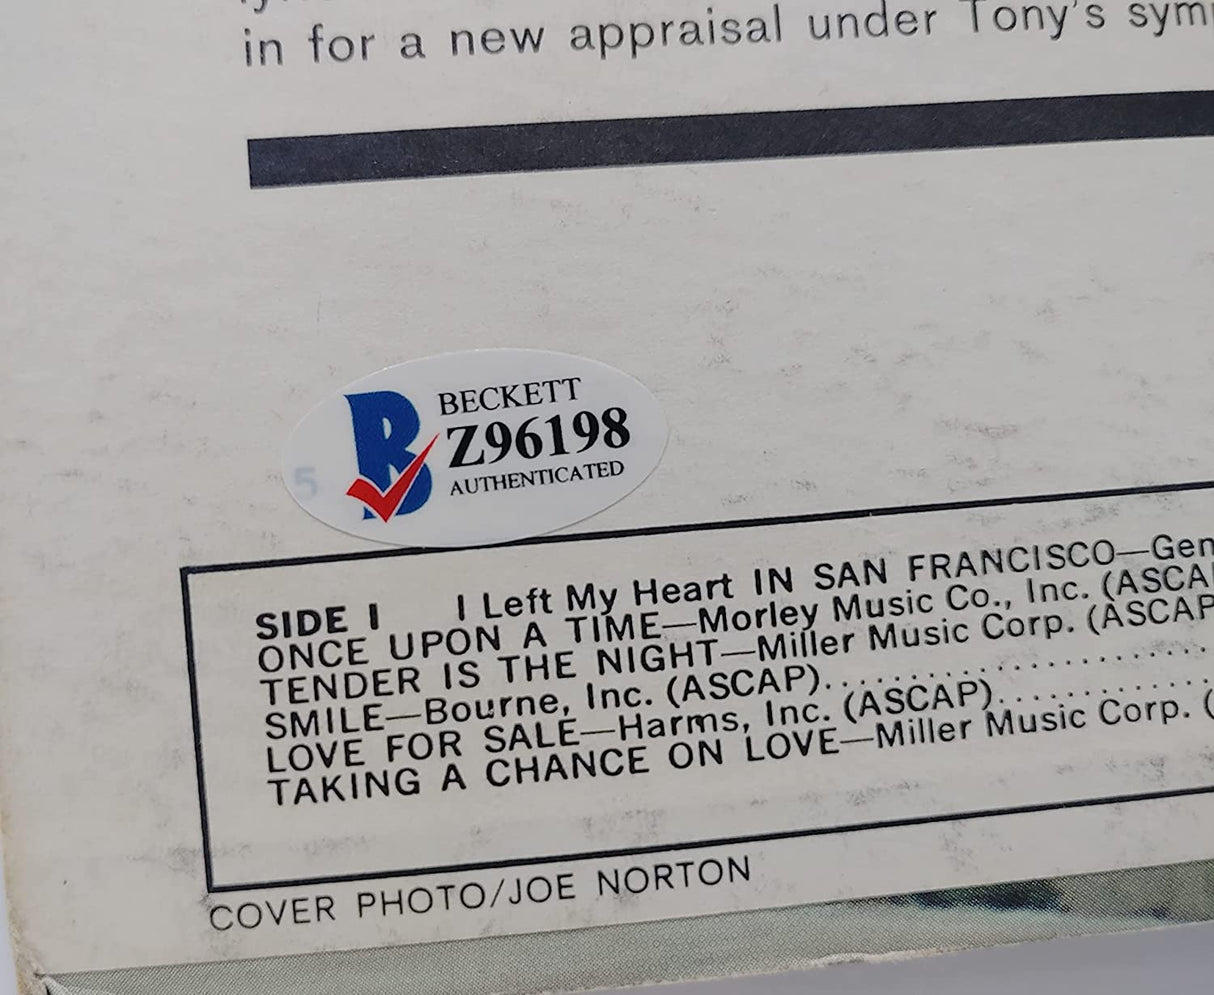 in for a new appraisal under Tony's
BECKETT
Z96198
AUTHENTICATED
5
SIDE I I Left My Heart IN SAN FRANCISCO—Gen
ONCE UPON A TIME—Morley Music Co., Inc. (ASCA
TENDER IS THE NIGHT—Miller Music Corp. (ASCAP
SMILE—Bourne, Inc. (ASCAP)
LOVE FOR SALE—Harms, Inc. (ASCAP)
TAKING A CHANCE ON LOVE—Miller Music Corp. (
COVER PHOTO/JOE NORTON